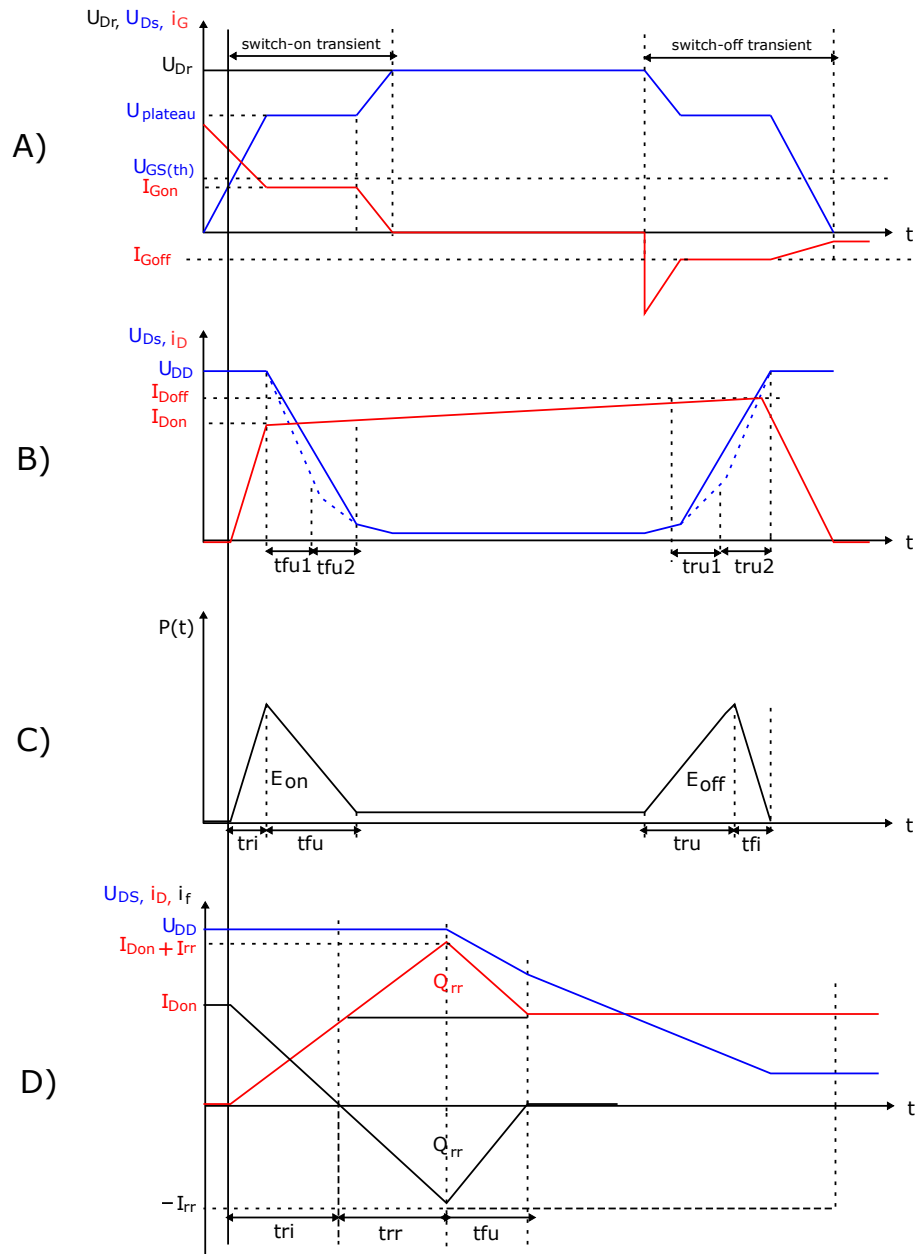 U_Dr, U_Ds, i_G
switch-on transient
switch-off transient
U_Dr
U_plateau
A)
U_GS(th)
I_Gon
t
I_Goff
U_Ds, i_D
U_DD
I_Doff
I_Don
B)
t
tfu1
tfu2
tru1
tru2
P(t)
C)
E_on
E_off
t
tri
tfu
tru
tfi
U_DS, i_D, i_f
U_DD
I_Don + I_rr
Q_rr
I_Don
D)
t
Q_rr
-I_rr
tri
trr
tfu